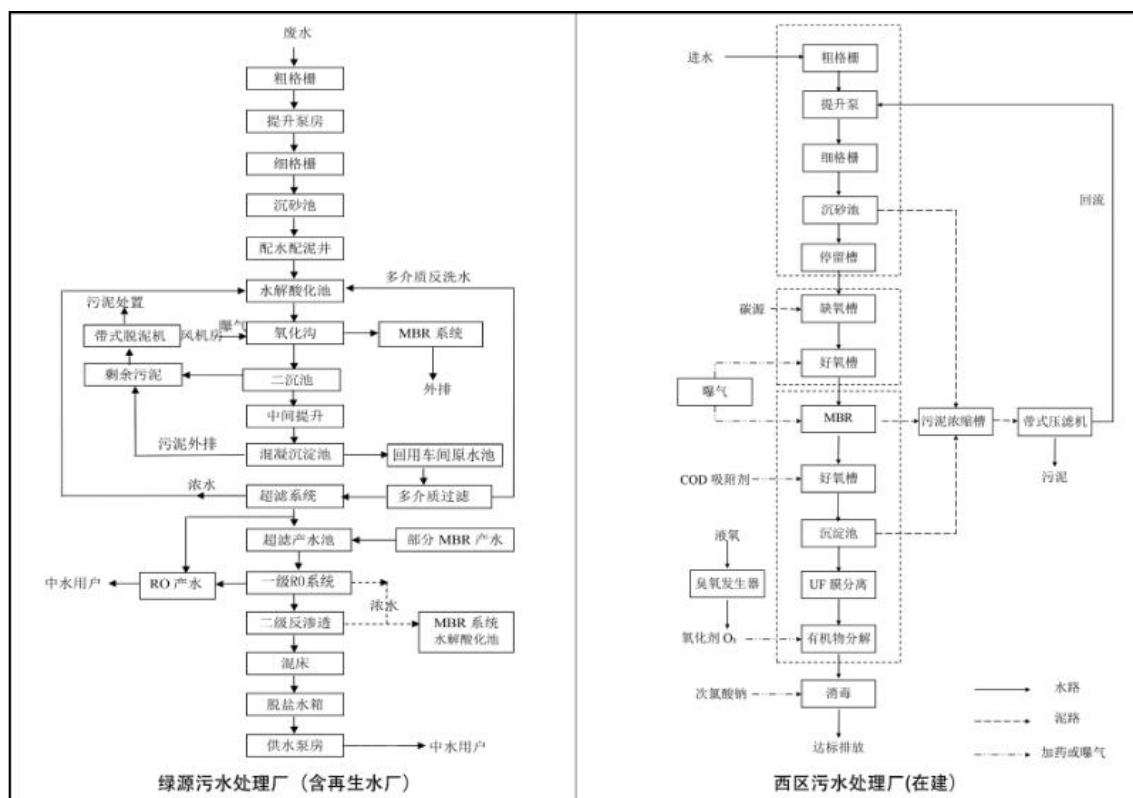 废水
粗格栅
提升泵房
细格栅
沉砂池
配水配泥井
多介质反洗水
水解酸化池
污泥处置
曝气
带式脱泥机
风机房
氧化沟
MBR 系统
剩余污泥
二沉池
外排
中间提升
污泥外排
混凝沉淀池
回用车间原水池
浓水
超滤系统
多介质过滤
超滤产水池
部分 MBR 产水
中水用户
RO 产水
一级RO系统
浓水
二级反渗透
MBR 系统
水解酸化池
混床
脱盐水箱
供水泵房
中水用户
绿源污水处理厂（含再生水厂）
进水
粗格栅
提升泵
细格栅
回流
沉砂池
停留槽
碳源
缺氧槽
好氧槽
曝气
MBR
污泥浓缩槽
带式压滤机
COD 吸附剂
好氧槽
污泥
液氧
沉淀池
臭氧发生器
UF 膜分离
氧化剂 O₃
有机物分解
次氯酸钠
消毒
水路
泥路
达标排放
加药或曝气
西区污水处理厂(在建)